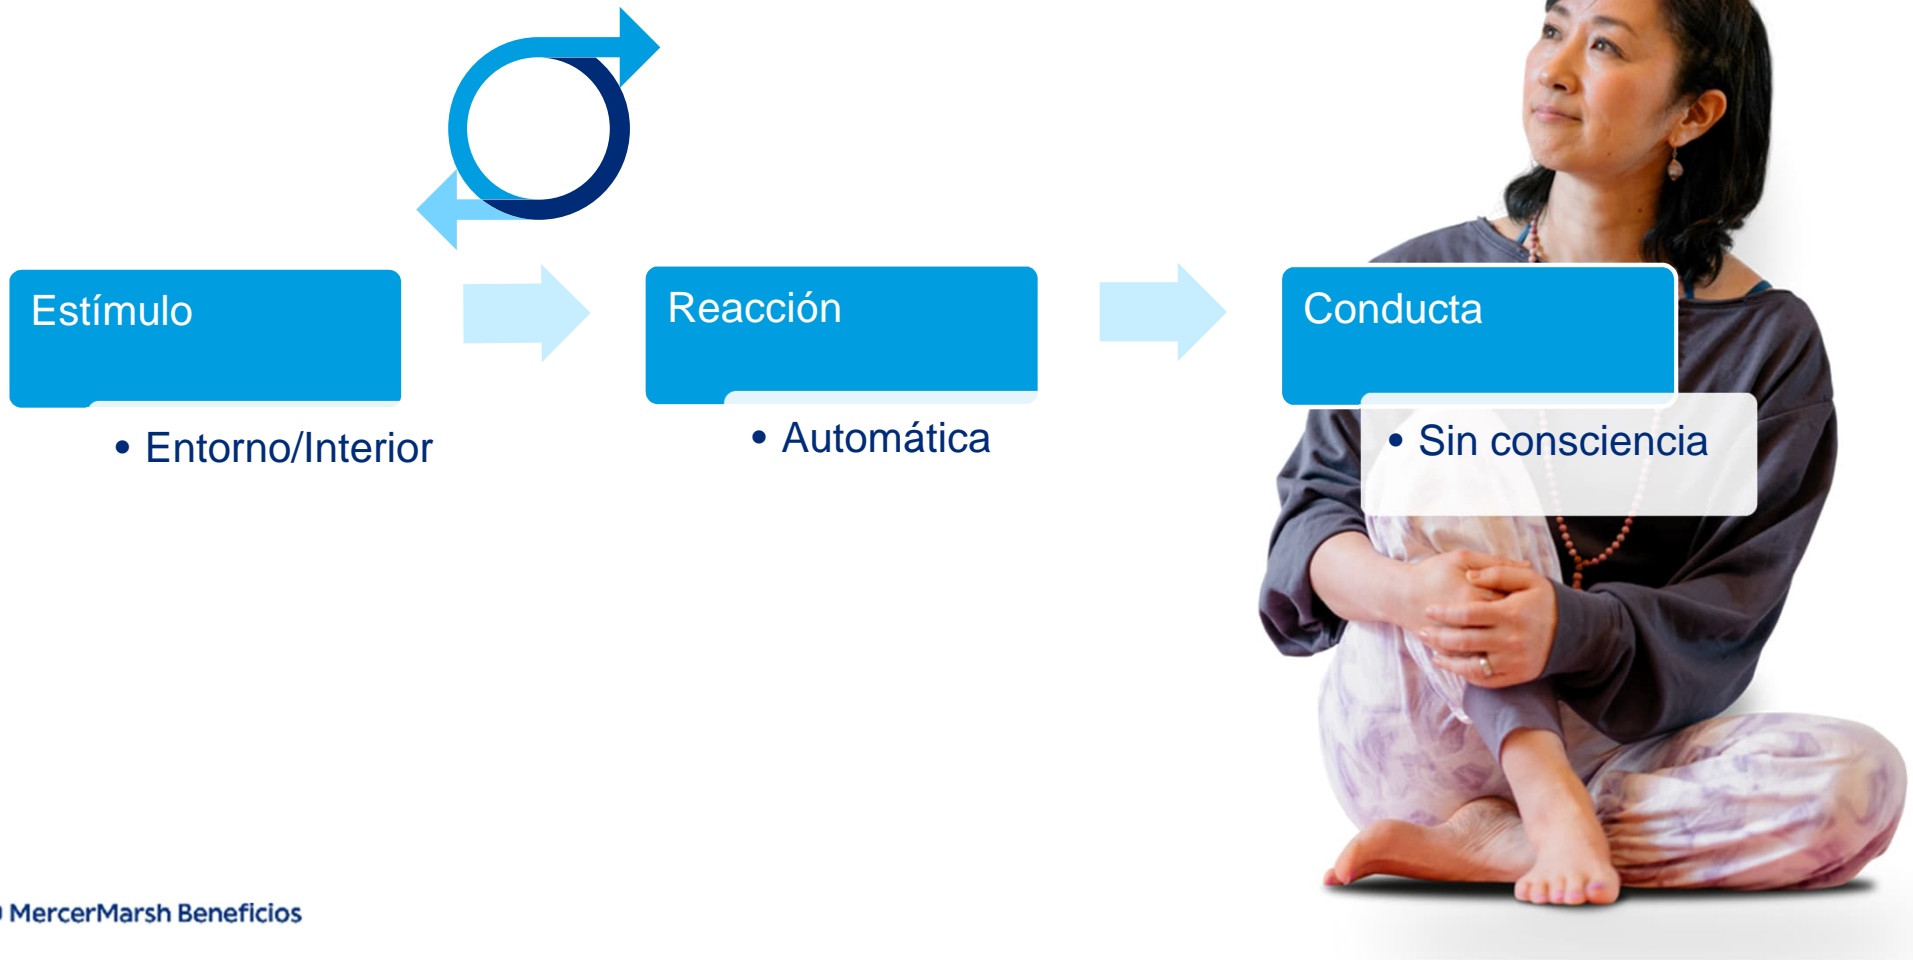 Estímulo
• Entorno/Interior
Reacción
• Automática
Conducta
• Sin consciencia
MercerMarsh Beneficios